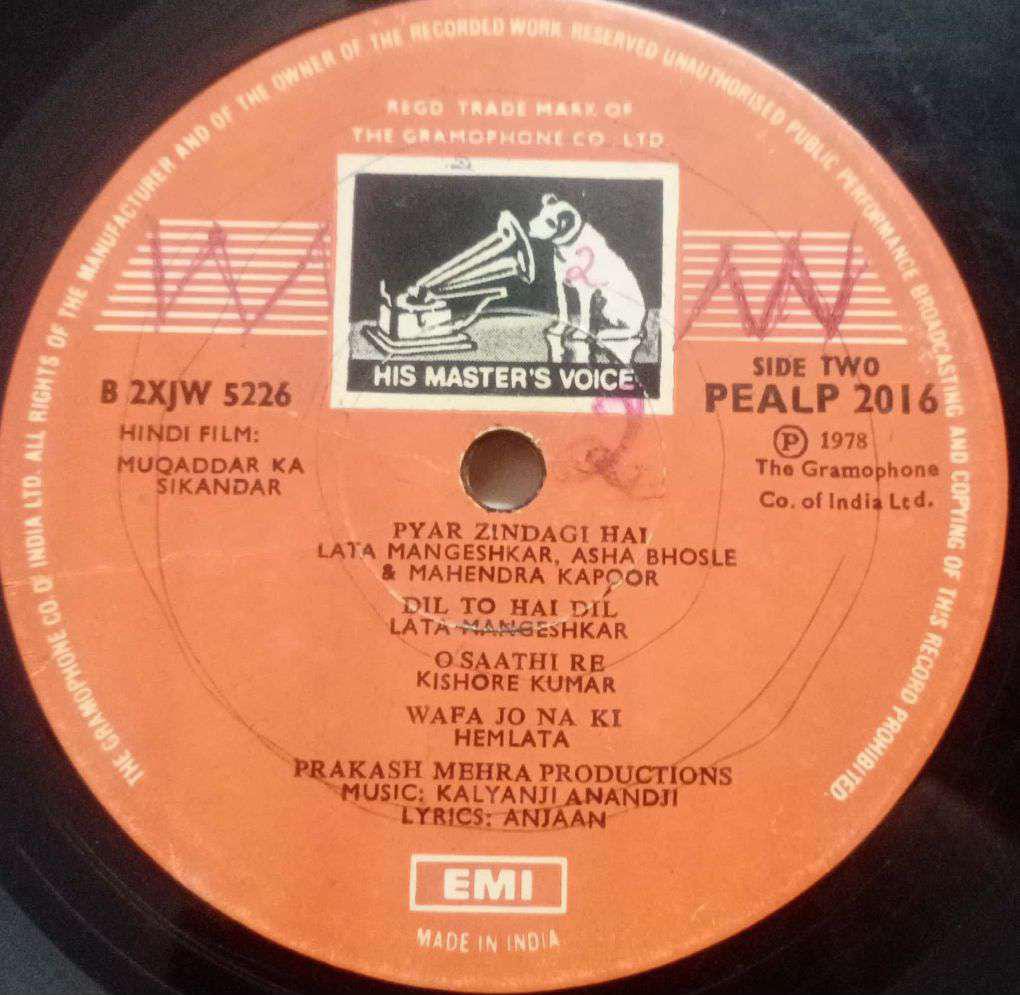 THE GRAMOPHONE CO. OF INDIA LTD. ALL RIGHTS OF THE MANUFACTURER AND OF THE OWNER OF THE RECORDED WORK RESERVED UNAUTHORISED PUBLIC PERFORMANCE BROADCASTING AND COPYING OF THIS RECORD PROHIBITED.
REGD TRADE MARK OF
THE GRAMOPHONE CO. LTD
2
HIS MASTER'S VOICE
2
B 2XJW 5226
HINDI FILM:
MUQADDAR KA
SIKANDAR
SIDE TWO
PEALP 2016
Ⓟ 1978
The Gramophone
Co. of India Ltd.
PYAR ZINDAGI HAI
LATA MANGESHKAR, ASHA BHOSLE
& MAHENDRA KAPOOR
DIL TO HAI DIL
LATA MANGESHKAR
O SAATHI RE
KISHORE KUMAR
WAFA JO NA KI
HEMLATA
PRAKASH MEHRA PRODUCTIONS
MUSIC: KALYANJI ANANDJI
LYRICS: ANJAAN
EMI
MADE IN INDIA